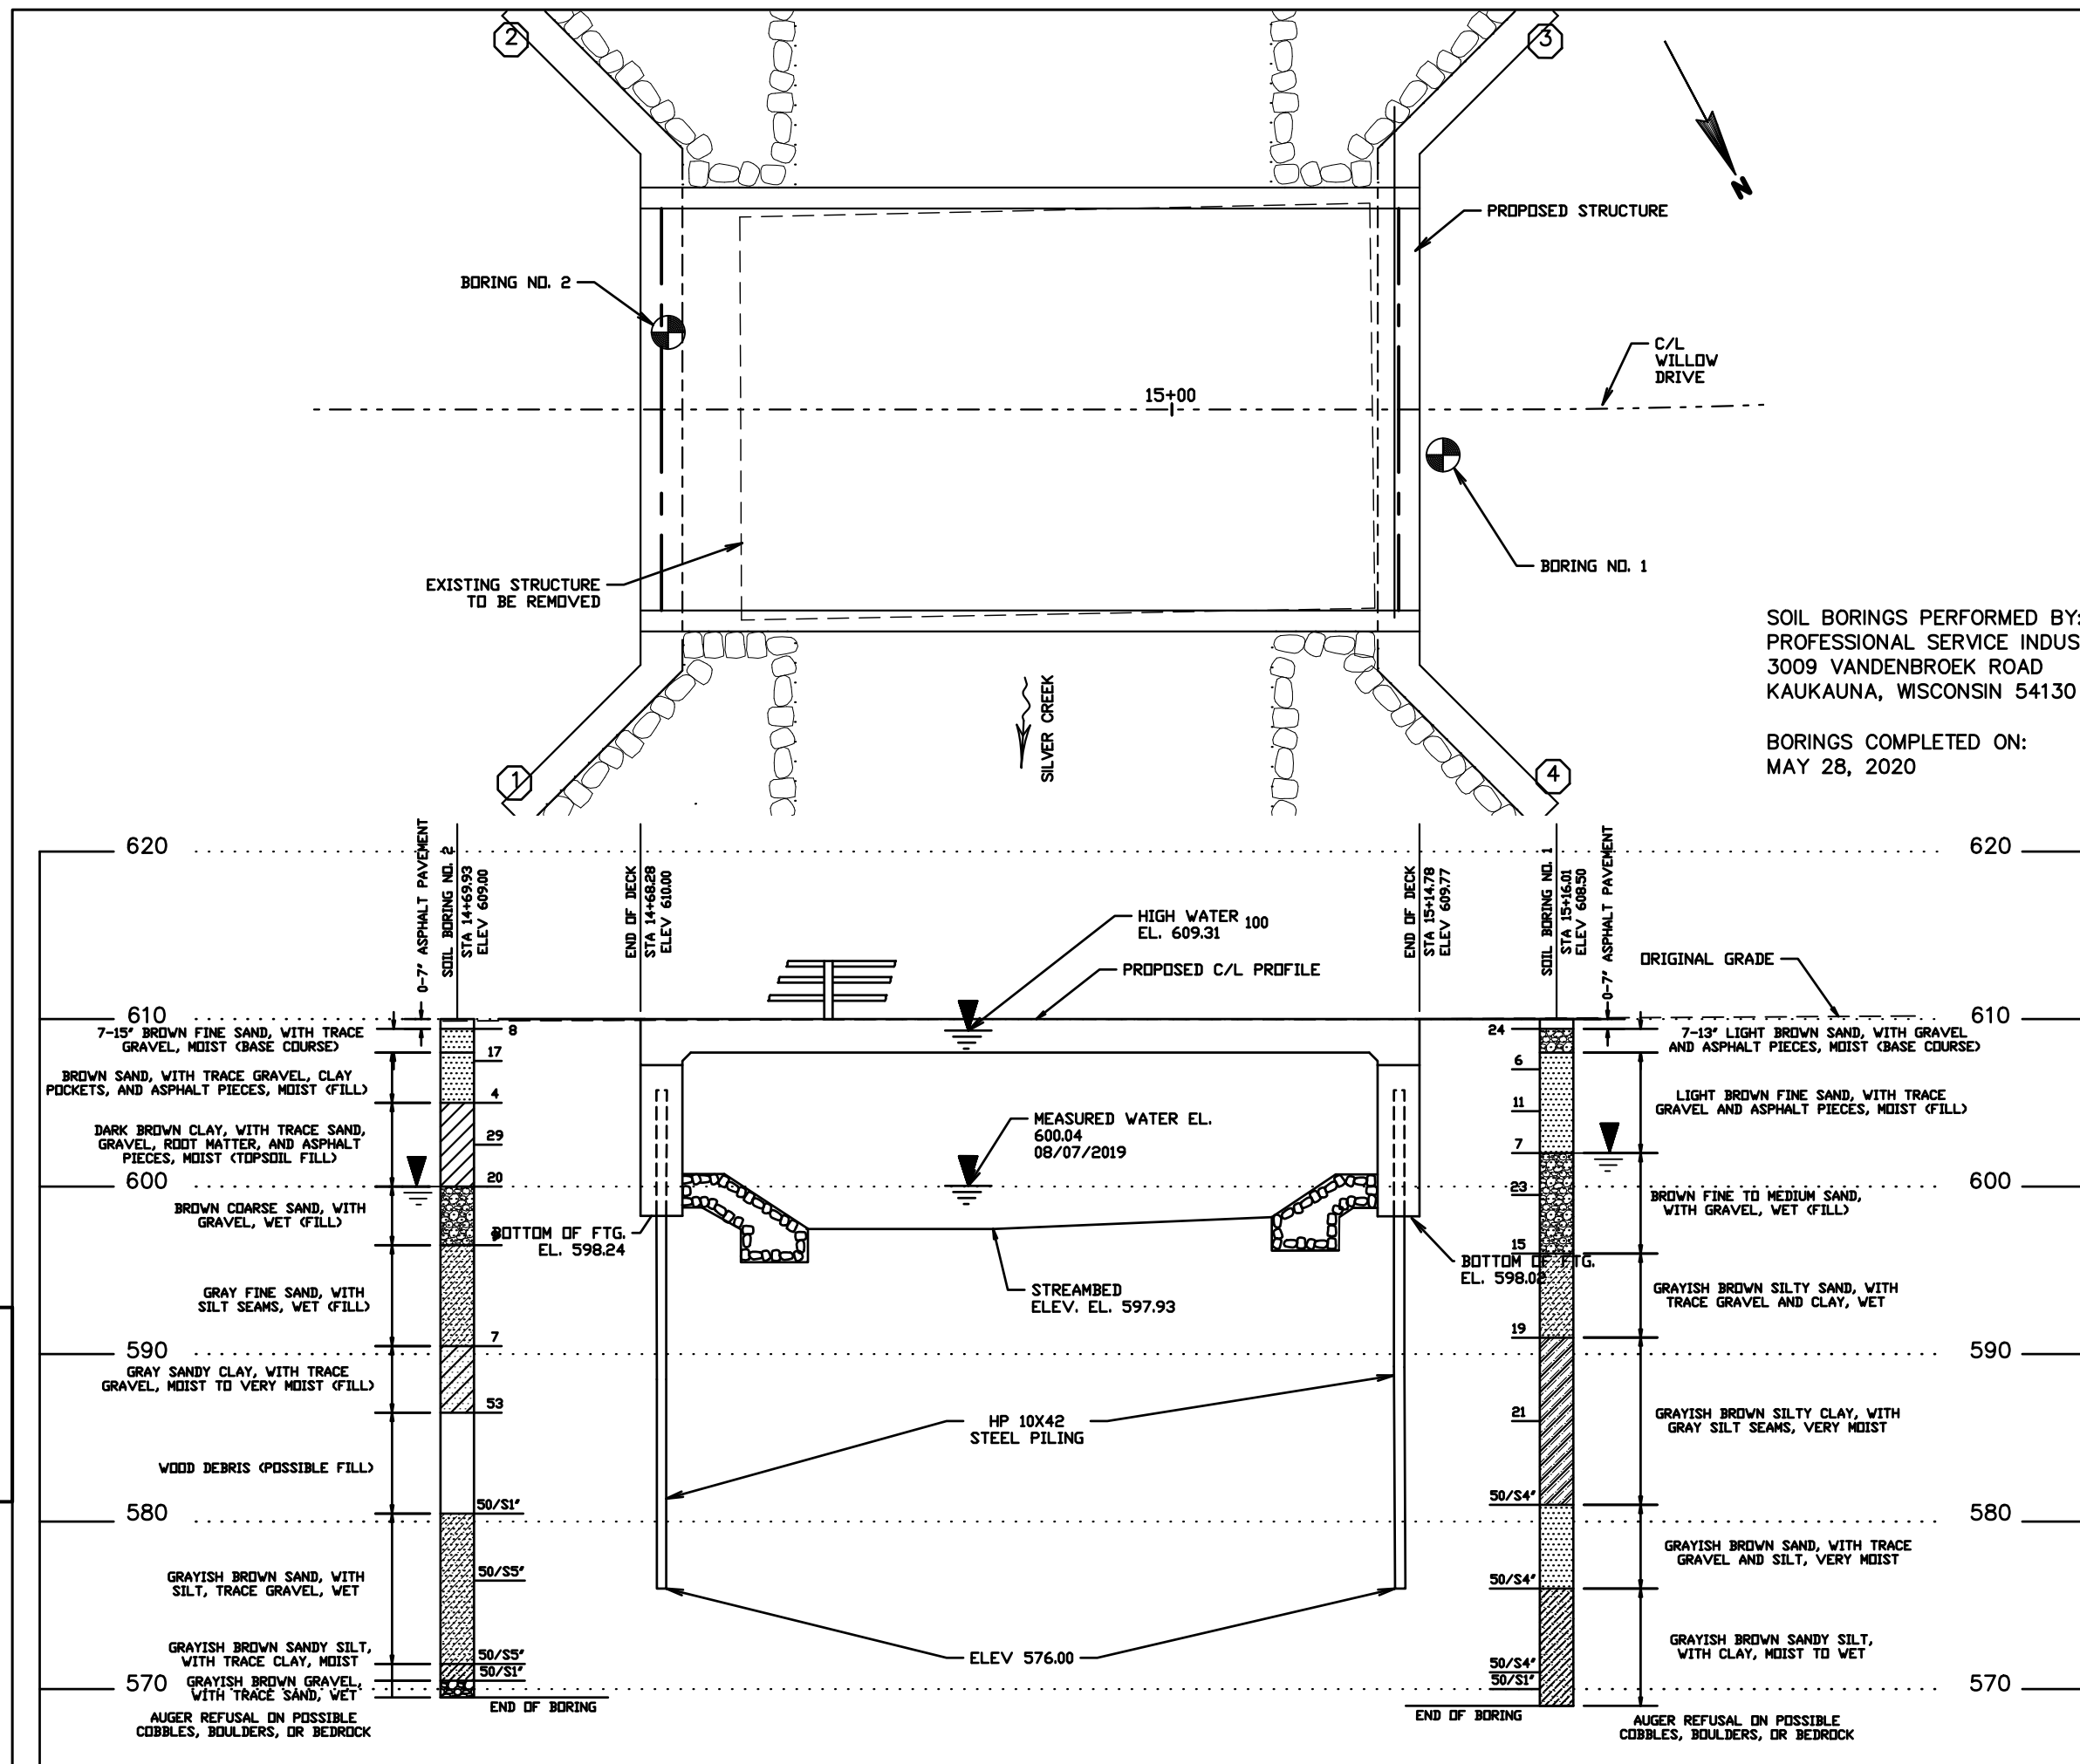 2
3
N
PROPOSED STRUCTURE
BORING NO. 2
C/L
WILLOW
DRIVE
15+00
BORING NO. 1
EXISTING STRUCTURE
TO BE REMOVED
SOIL BORINGS PERFORMED BY:
PROFESSIONAL SERVICE INDUS
3009 VANDENBROEK ROAD
KAUKAUNA, WISCONSIN 54130
BORINGS COMPLETED ON:
MAY 28, 2020
SILVER CREEK
1
4
620
620
0-7" ASPHALT PAVEMENT
SOIL BORING NO. 2
STA 14+69.93
ELEV 609.00
END OF DECK
STA 14+68.28
ELEV 610.00
HIGH WATER 100
EL. 609.31
PROPOSED C/L PROFILE
END OF DECK
STA 15+14.78
ELEV 609.77
SOIL BORING NO. 1
STA 15+16.01
ELEV 608.50
0-7" ASPHALT PAVEMENT
ORIGINAL GRADE
610
610
7-15" BROWN FINE SAND, WITH TRACE
GRAVEL, MOIST (BASE COURSE)
8
17
24
7-13" LIGHT BROWN SAND, WITH GRAVEL
AND ASPHALT PIECES, MOIST (BASE COURSE)
BROWN SAND, WITH TRACE GRAVEL, CLAY
POCKETS, AND ASPHALT PIECES, MOIST (FILL)
4
6
11
LIGHT BROWN FINE SAND, WITH TRACE
GRAVEL AND ASPHALT PIECES, MOIST (FILL)
DARK BROWN CLAY, WITH TRACE SAND,
GRAVEL, ROOT MATTER, AND ASPHALT
PIECES, MOIST (TOPSOIL FILL)
29
MEASURED WATER EL.
600.04
08/07/2019
7
600
20
600
BROWN COARSE SAND, WITH
GRAVEL, WET (FILL)
23
BROWN FINE TO MEDIUM SAND,
WITH GRAVEL, WET (FILL)
BOTTOM OF FTG.
EL. 598.24
15
BOTTOM OF FTG.
EL. 598.02
GRAY FINE SAND, WITH
SILT SEAMS, WET (FILL)
STREAMBED
ELEV. EL. 597.93
GRAYISH BROWN SILTY SAND, WITH
TRACE GRAVEL AND CLAY, WET
7
19
590
590
GRAY SANDY CLAY, WITH TRACE
GRAVEL, MOIST TO VERY MOIST (FILL)
53
HP 10X42
STEEL PILING
21
GRAYISH BROWN SILTY CLAY, WITH
GRAY SILT SEAMS, VERY MOIST
WOOD DEBRIS (POSSIBLE FILL)
50/S1"
50/S4"
580
580
GRAYISH BROWN SAND, WITH
SILT, TRACE GRAVEL, WET
50/S5"
50/S4"
GRAYISH BROWN SAND, WITH TRACE
GRAVEL AND SILT, VERY MOIST
GRAYISH BROWN SANDY SILT,
WITH TRACE CLAY, MOIST
50/S5"
50/S1"
ELEV 576.00
50/S4"
50/S1"
GRAYISH BROWN SANDY SILT,
WITH CLAY, MOIST TO WET
570
570
GRAYISH BROWN GRAVEL,
WITH TRACE SAND, WET
END OF BORING
END OF BORING
AUGER REFUSAL ON POSSIBLE
COBBLES, BOULDERS, OR BEDROCK
AUGER REFUSAL ON POSSIBLE
COBBLES, BOULDERS, OR BEDROCK